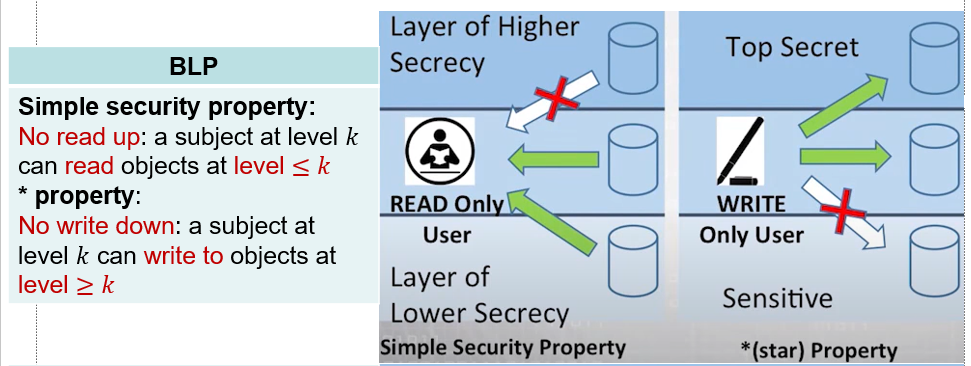 BLP
Simple security property:
No read up: a subject at level k
can read objects at level ≤ k
* property:
No write down: a subject at
level k can write to objects at
level ≥ k
Layer of Higher
Secrecy
READ Only
User
Layer of
Lower Secrecy
Simple Security Property
Top Secret
WRITE
Only User
Sensitive
*(star) Property